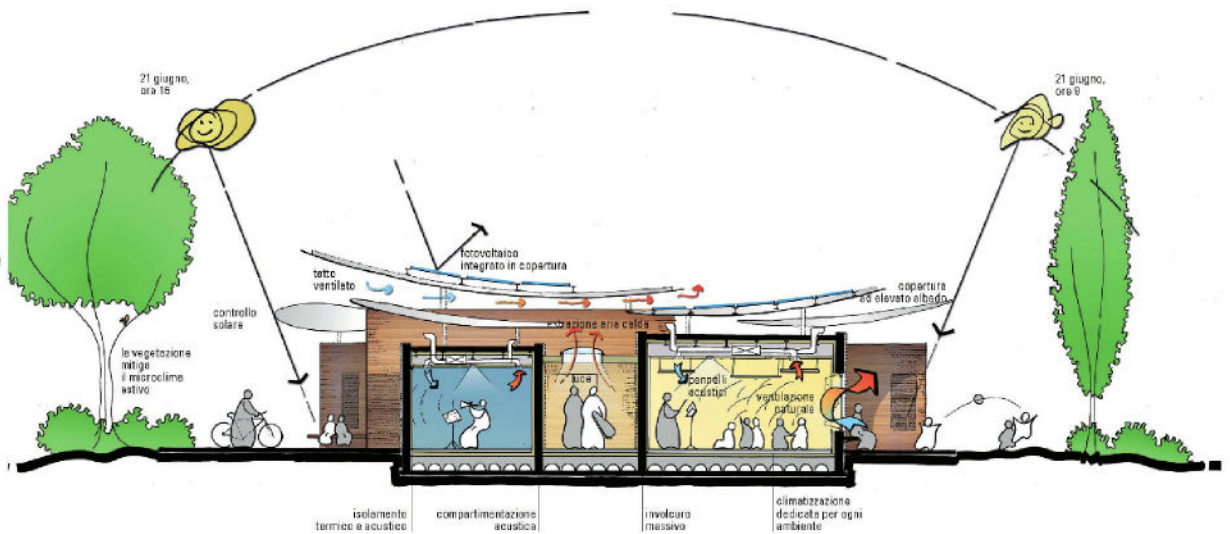 21 giugno,
ore 16
21 giugno,
ore 9
fotovoltaico
integrato in copertura
tetto
ventilato
copertura
ad elevato albedo
controllo
solare
estrazione aria calda
la vegetazione
mitiga
il microclima
estivo
luce
pannelli
acustici
ventilazione
naturale
isolamento
termico e acustico
compartimentazione
acustica
involucro
massivo
climatizzazione
dedicata per ogni
ambiente